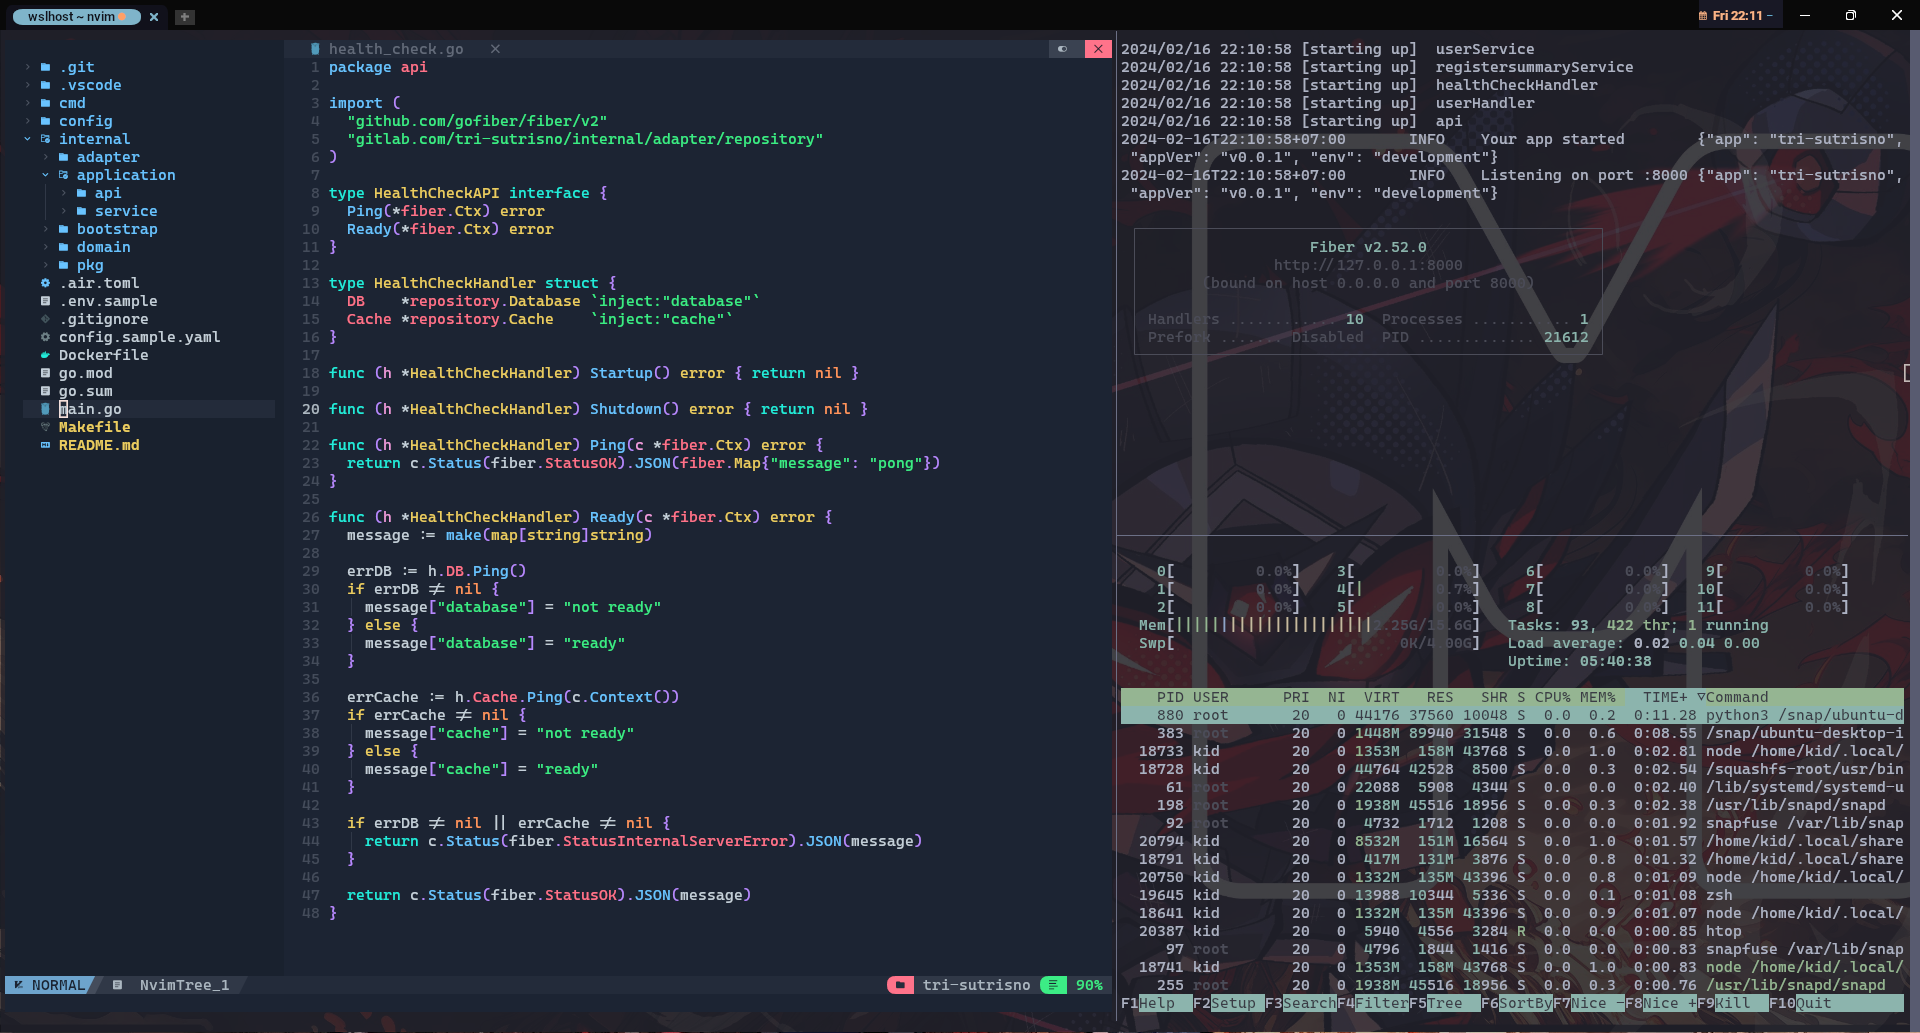 wslhost ~ nvim
Fri 22:11
.git
.vscode
cmd
config
internal
adapter
application
api
service
bootstrap
domain
pkg
.air.toml
.env.sample
.gitignore
config.sample.yaml
Dockerfile
go.mod
go.sum
main.go
Makefile
README.md
health_check.go
1 package api
2
3 import (
4 "github.com/gofiber/fiber/v2"
5 "gitlab.com/tri-sutrisno/internal/adapter/repository"
6 )
7
8 type HealthCheckAPI interface {
9 Ping(*fiber.Ctx) error
10 Ready(*fiber.Ctx) error
11 }
12
13 type HealthCheckHandler struct {
14 DB *repository.Database `inject:"database"`
15 Cache *repository.Cache `inject:"cache"`
16 }
17
18 func (h *HealthCheckHandler) Startup() error { return nil }
19
20 func (h *HealthCheckHandler) Shutdown() error { return nil }
21
22 func (h *HealthCheckHandler) Ping(c *fiber.Ctx) error {
23 return c.Status(fiber.StatusOK).JSON(fiber.Map{"message": "pong"})
24 }
25
26 func (h *HealthCheckHandler) Ready(c *fiber.Ctx) error {
27 message := make(map[string]string)
28
29 errDB := h.DB.Ping()
30 if errDB != nil {
31 message["database"] = "not ready"
32 } else {
33 message["database"] = "ready"
34 }
35
36 errCache := h.Cache.Ping(c.Context())
37 if errCache != nil {
38 message["cache"] = "not ready"
39 } else {
40 message["cache"] = "ready"
41 }
42
43 if errDB != nil || errCache != nil {
44 return c.Status(fiber.StatusInternalServerError).JSON(message)
45 }
46
47 return c.Status(fiber.StatusOK).JSON(message)
48 }
NORMAL NvimTree_1 tri-sutrisno 90%
2024/02/16 22:10:58 [starting up] userService
2024/02/16 22:10:58 [starting up] registersummaryService
2024/02/16 22:10:58 [starting up] healthCheckHandler
2024/02/16 22:10:58 [starting up] userHandler
2024/02/16 22:10:58 [starting up] api
2024-02-16T22:10:58+07:00 INFO Your app started {"app": "tri-sutrisno",
"appVer": "v0.0.1", "env": "development"}
2024-02-16T22:10:58+07:00 INFO Listening on port :8000 {"app": "tri-sutrisno",
"appVer": "v0.0.1", "env": "development"}
Fiber v2.52.0
http://127.0.0.1:8000
(bound on host 0.0.0.0 and port 8000)
Handlers ............ 10 Processes ........... 1
Prefork ....... Disabled PID ............. 21612
0[ 0.0%] 3[ 0.0%] 6[ 0.0%] 9[ 0.0%]
1[ 0.0%] 4[| 0.7%] 7[ 0.0%] 10[ 0.0%]
2[ 0.0%] 5[ 0.0%] 8[ 0.0%] 11[ 0.0%]
Mem[||||||||||||||||||||||2.25G/15.6G] Tasks: 93, 422 thr; 1 running
Swp[ 0K/4.00G] Load average: 0.02 0.04 0.00
Uptime: 05:40:38
PID USER PRI NI VIRT RES SHR S CPU% MEM% TIME+ ▽Command
880 root 20 0 44176 37560 10048 S 0.0 0.2 0:11.28 python3 /snap/ubuntu-d
383 root 20 0 1448M 89940 31548 S 0.0 0.6 0:08.55 /snap/ubuntu-desktop-i
18733 kid 20 0 1353M 158M 43768 S 0.0 1.0 0:02.81 node /home/kid/.local/
18728 kid 20 0 44764 42528 8500 S 0.0 0.3 0:02.54 /squashfs-root/usr/bin
61 root 20 0 22088 5908 4344 S 0.0 0.0 0:02.40 /lib/systemd/systemd-u
198 root 20 0 1938M 45516 18956 S 0.0 0.3 0:02.38 /usr/lib/snapd/snapd
92 root 20 0 4732 1712 1208 S 0.0 0.0 0:01.92 snapfuse /var/lib/snap
20794 kid 20 0 8532M 151M 16564 S 0.0 1.0 0:01.57 /home/kid/.local/share
18791 kid 20 0 417M 131M 3876 S 0.0 0.8 0:01.32 /home/kid/.local/share
20750 kid 20 0 1332M 135M 43396 S 0.0 0.8 0:01.09 node /home/kid/.local/
19645 kid 20 0 13988 10344 5336 S 0.0 0.1 0:01.08 zsh
18641 kid 20 0 1332M 135M 43396 S 0.0 0.9 0:01.07 node /home/kid/.local/
20387 kid 20 0 5940 4556 3284 R 0.0 0.0 0:00.85 htop
97 root 20 0 4796 1844 1416 S 0.0 0.0 0:00.83 snapfuse /var/lib/snap
18741 kid 20 0 1353M 158M 43768 S 0.0 1.0 0:00.83 node /home/kid/.local/
255 root 20 0 1938M 45516 18956 S 0.0 0.3 0:00.76 /usr/lib/snapd/snapd
F1Help F2Setup F3SearchF4FilterF5Tree F6SortByF7Nice -F8Nice +F9Kill F10Quit